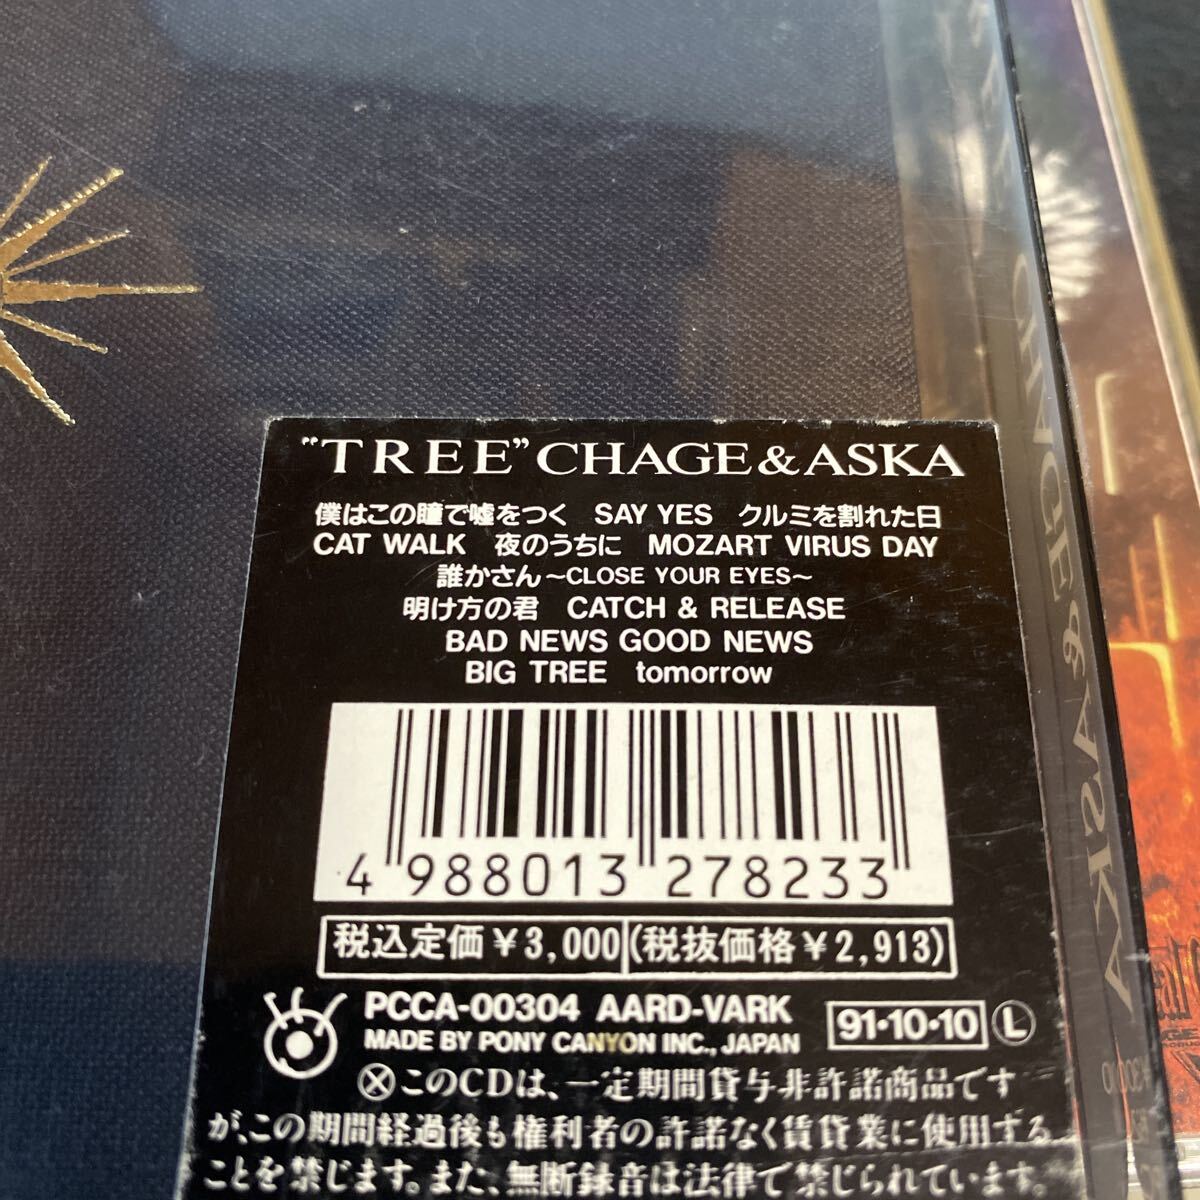 "TREE" CHAGE & ASKA
僕はこの瞳で嘘をつく SAY YES クルミを割れた日
CAT WALK 夜のうちに MOZART VIRUS DAY
誰かさん~CLOSE YOUR EYES~
明け方の君 CATCH & RELEASE
BAD NEWS GOOD NEWS
BIG TREE tomorrow
4 988013 278233
税込定価¥3,000 (税抜価格¥2,913)
PCCA-00304 AARD-VARK
MADE BY PONY CANYON INC., JAPAN
91・10・10 Ⓛ
ⓧこのCDは、一定期間貸与非許諾商品です
が、この期間経過後も権利者の許諾なく賃貸業に使用する
ことを禁じます。また、無断録音は法律で禁じられています
CHAGE & ASKA